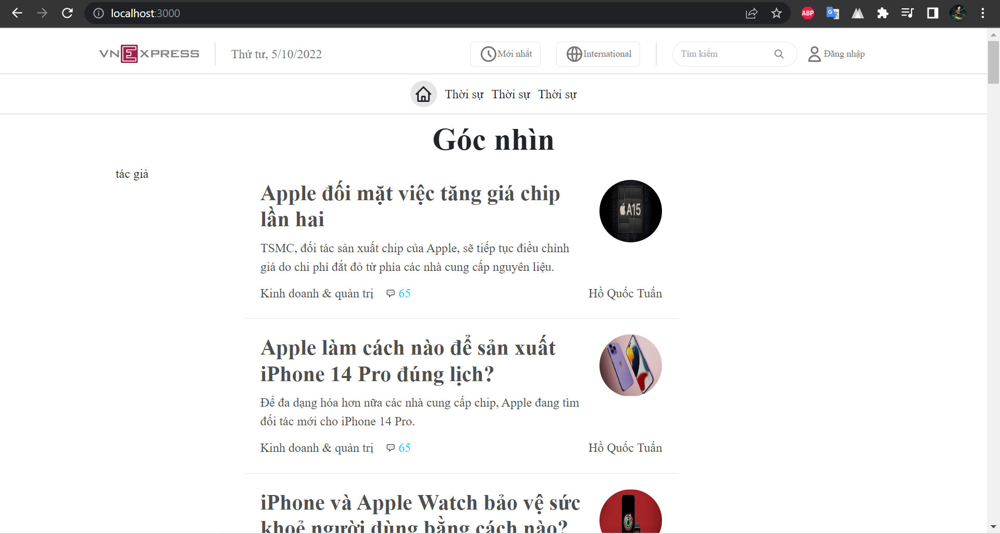 localhost:3000
ABP
VNEXPRESS
Thứ tư, 5/10/2022
Mới nhất
International
Tìm kiếm
Đăng nhập
Thời sự Thời sự Thời sự
Góc nhìn
tác giả
Apple đối mặt việc tăng giá chip
lần hai
A15
TSMC, đối tác sản xuất chip của Apple, sẽ tiếp tục điều chỉnh
giá do chi phí đắt đỏ từ phía các nhà cung cấp nguyên liệu.
Kinh doanh & quản trị 65 Hồ Quốc Tuấn
Apple làm cách nào để sản xuất
iPhone 14 Pro đúng lịch?
Để đa dạng hóa hơn nữa các nhà cung cấp chip, Apple đang tìm
đối tác mới cho iPhone 14 Pro.
Kinh doanh & quản trị 65 Hồ Quốc Tuấn
iPhone và Apple Watch bảo vệ sức
khoẻ người dùng bằng cách nào?